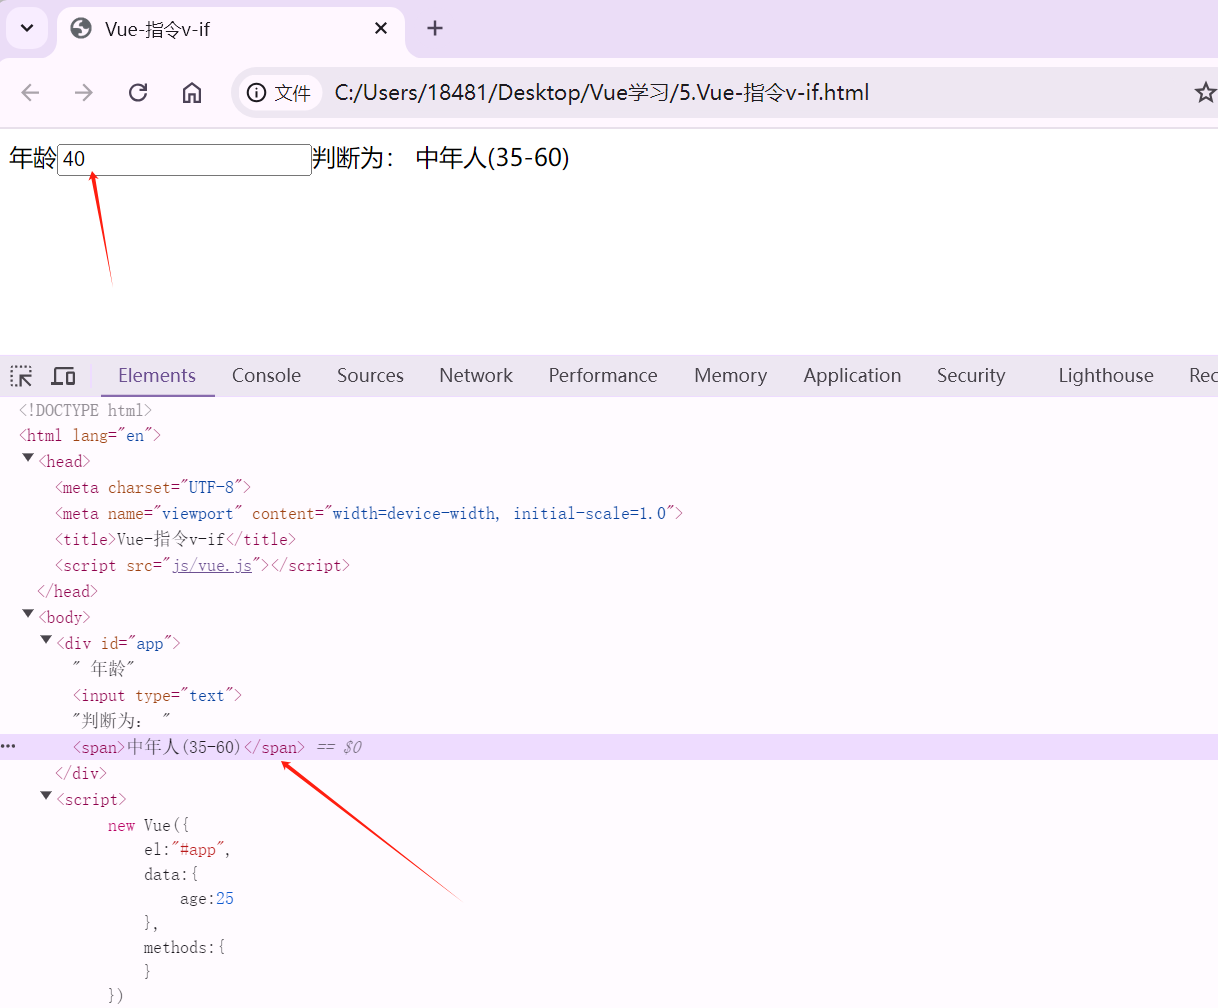 Vue-指令v-if
文件 C:/Users/18481/Desktop/Vue学习/5.Vue-指令v-if.html
年龄40判断为： 中年人(35-60)
Elements Console Sources Network Performance Memory Application Security Lighthouse Rec
<!DOCTYPE html>
<html lang="en">
<head>
<meta charset="UTF-8">
<meta name="viewport" content="width=device-width, initial-scale=1.0">
<title>Vue-指令v-if</title>
<script src="js/vue.js"></script>
</head>
<body>
<div id="app">
" 年龄"
<input type="text">
"判断为： "
<span>中年人(35-60)</span> == $0
</div>
<script>
new Vue({
el:"#app",
data:{
age:25
},
methods:{
}
})